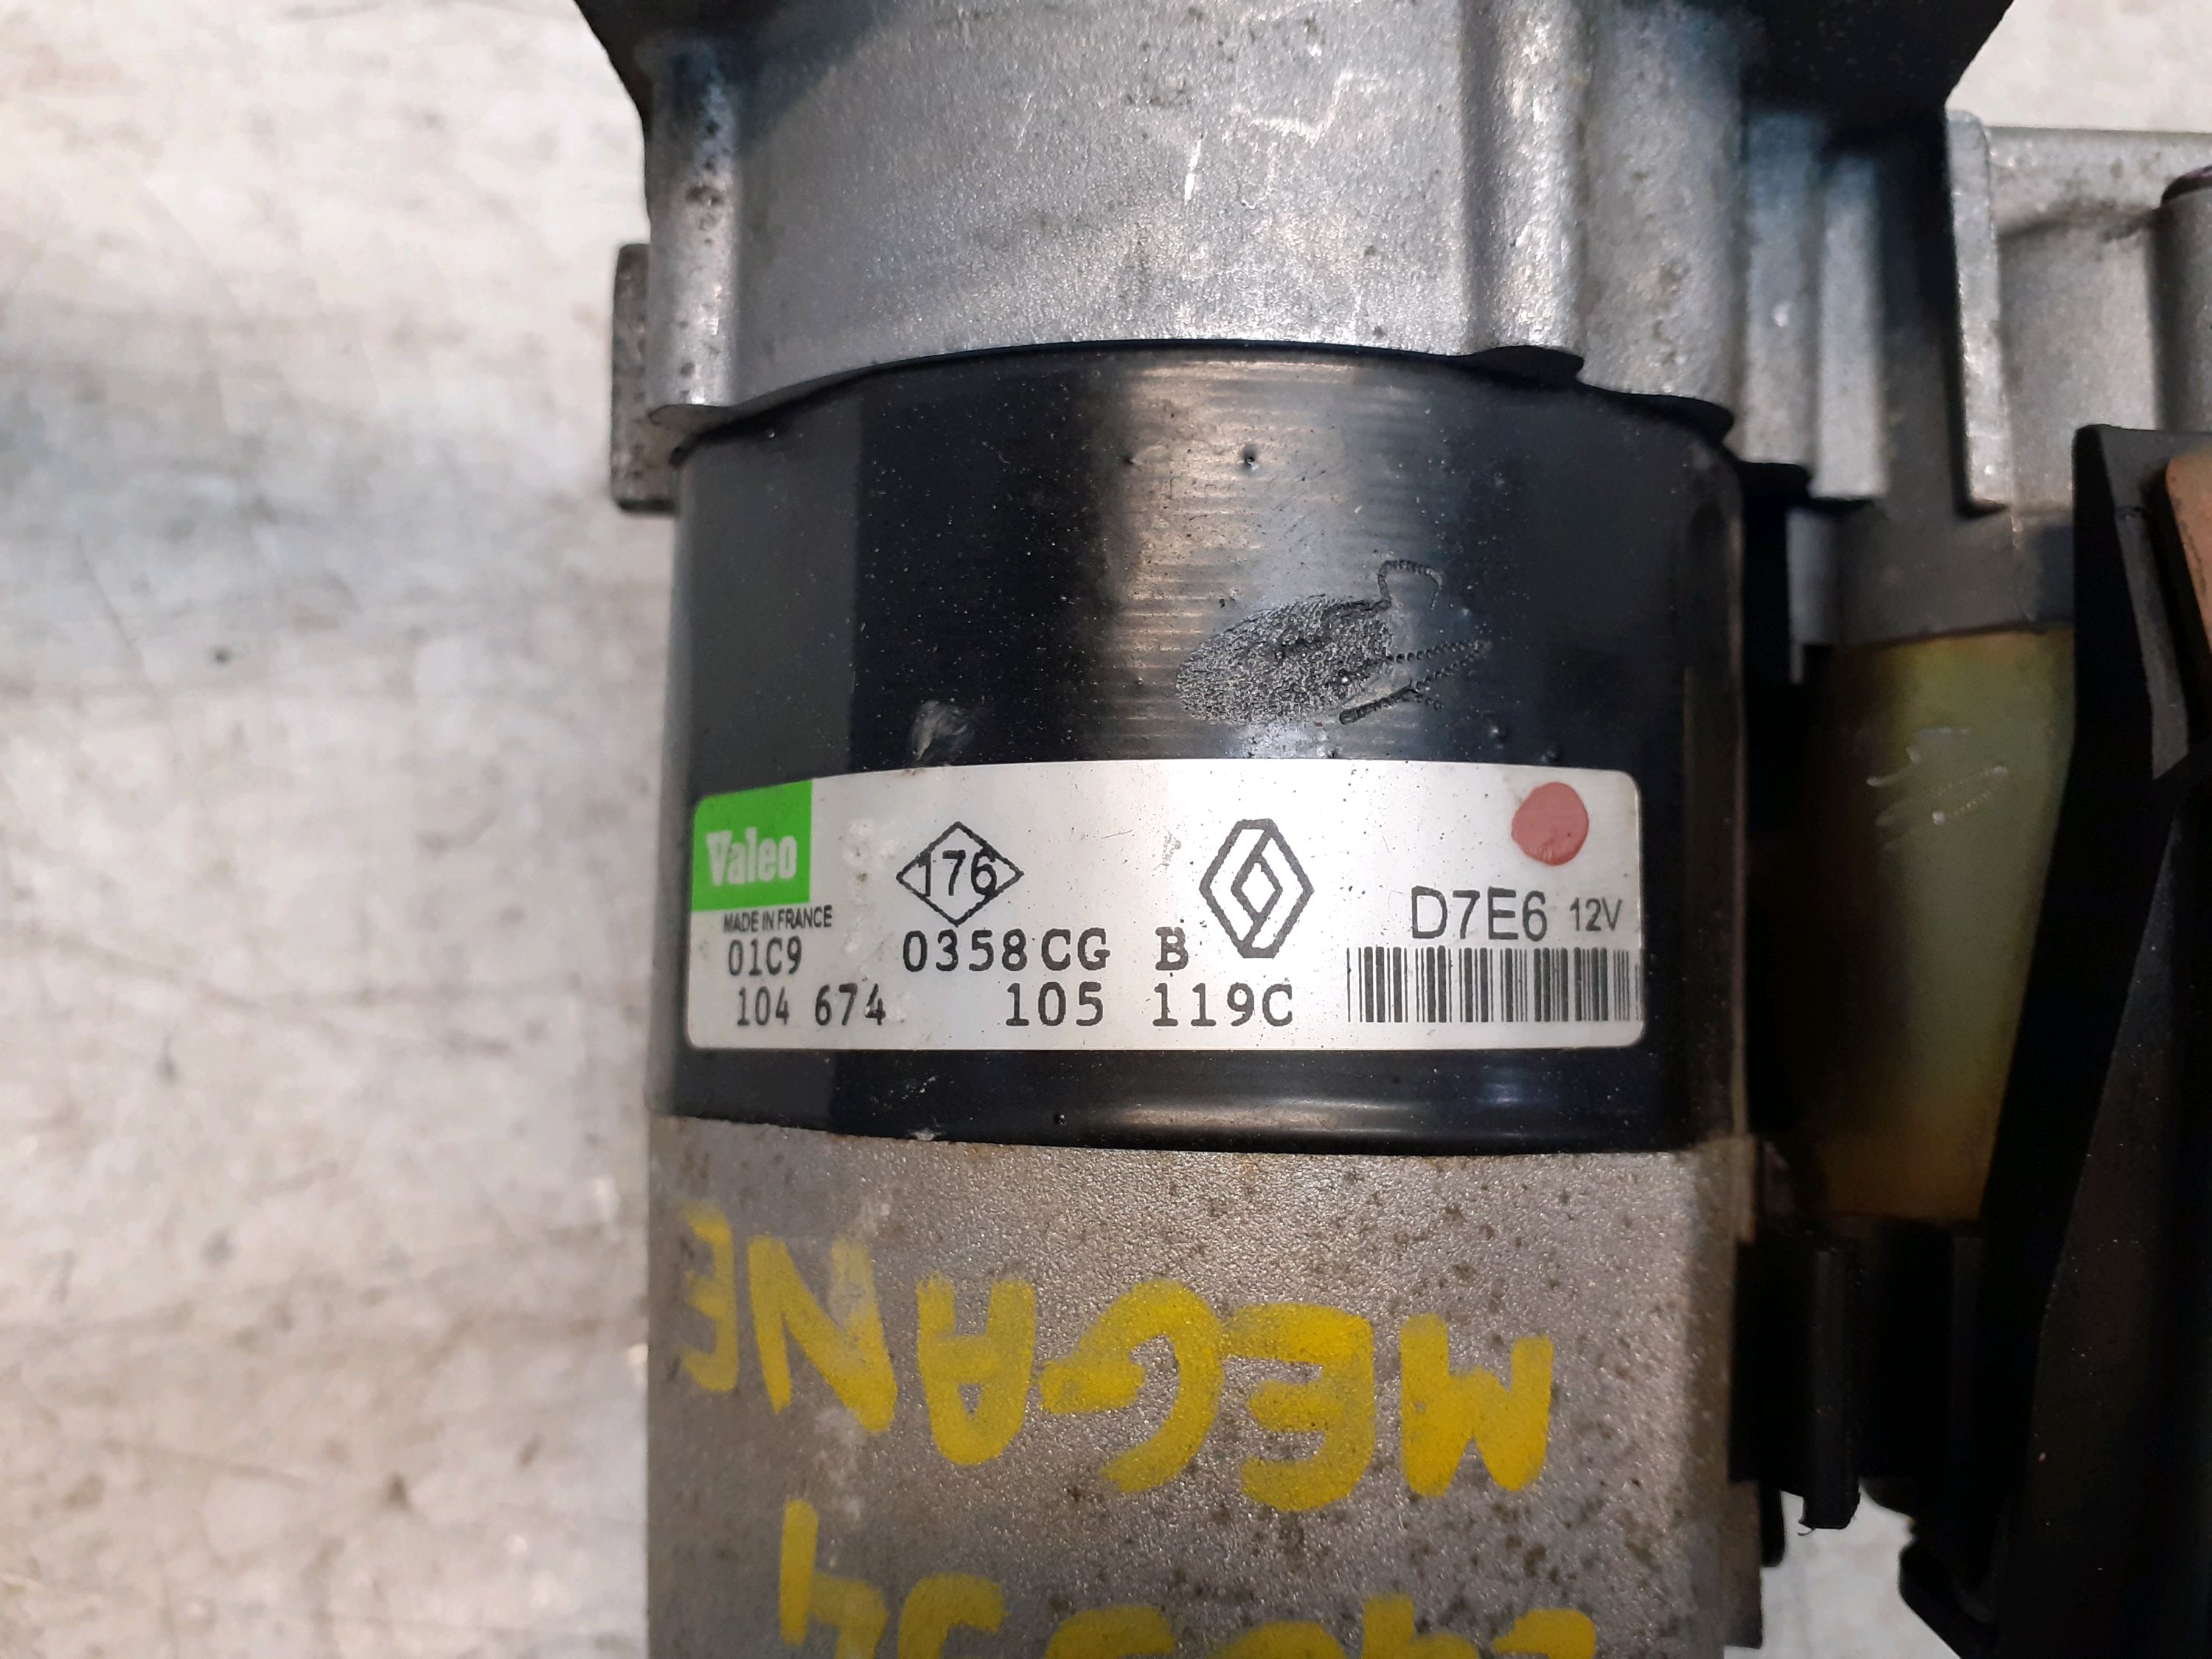 Valeo
176
D7E6 12V
MADE IN FRANCE
01C9 0358CG B
104 674 105 119C
MEGANE